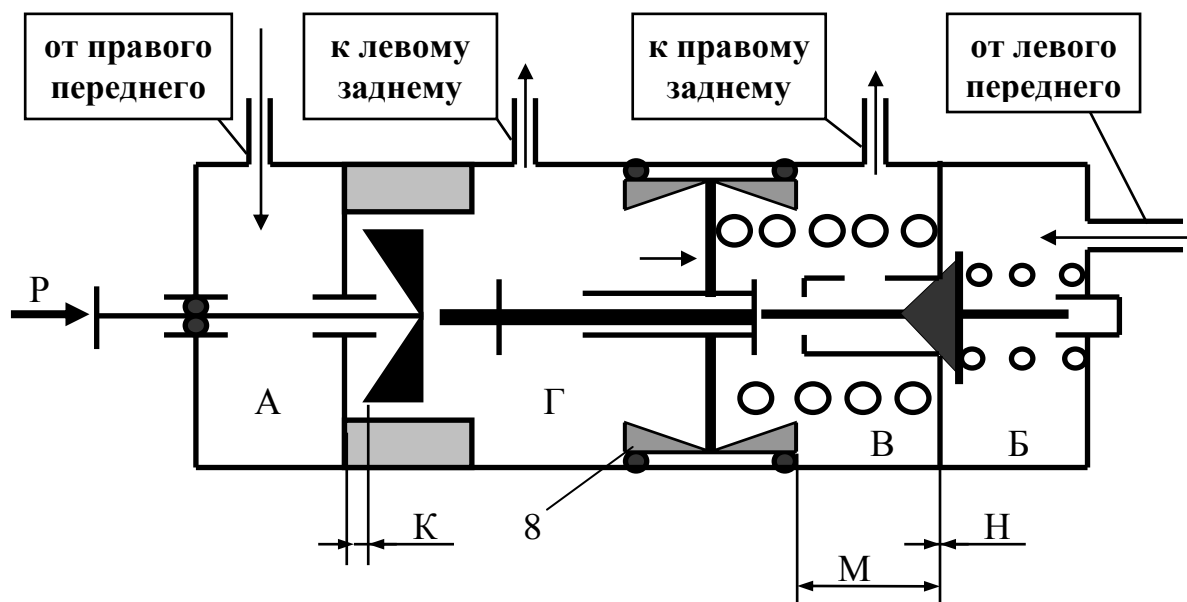 от правого
переднего
к левому
заднему
к правому
заднему
от левого
переднего
Р
А
Г
В
Б
8
К
Н
М